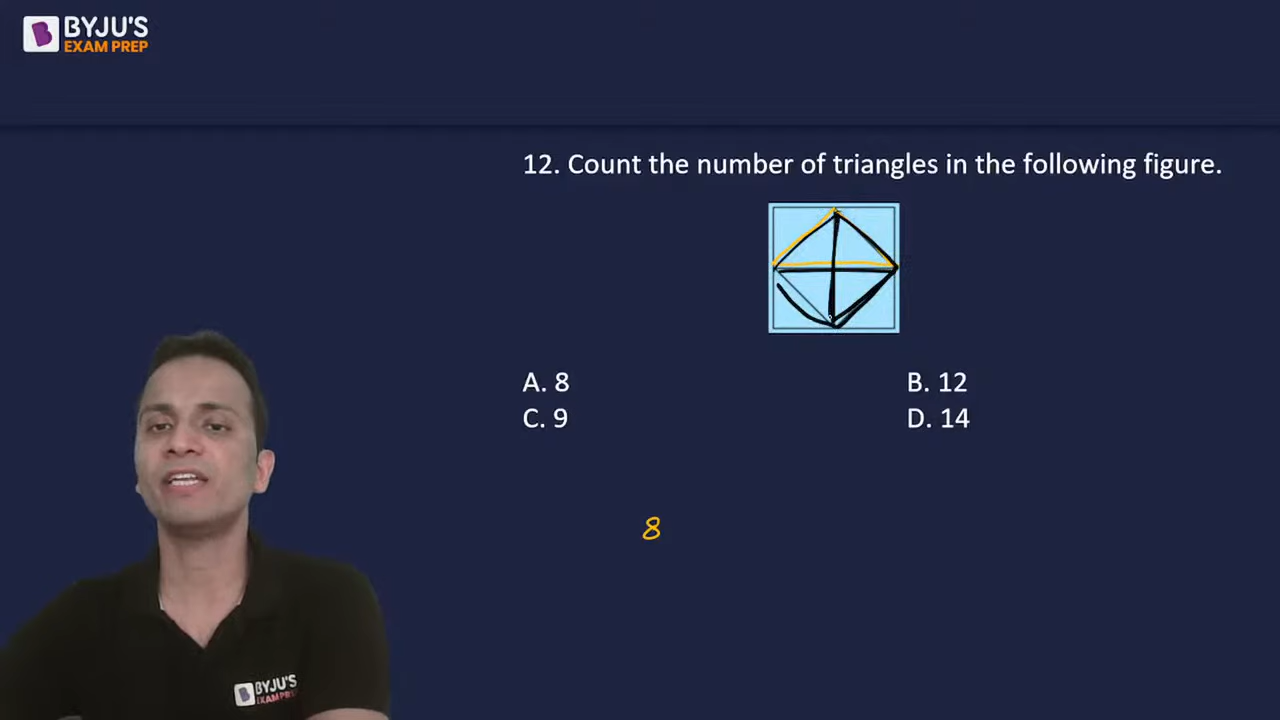 BYJU'S
EXAM PREP
12. Count the number of triangles in the following figure.
A. 8
B. 12
C. 9
D. 14
8
BYJU'S
EXAM PREP